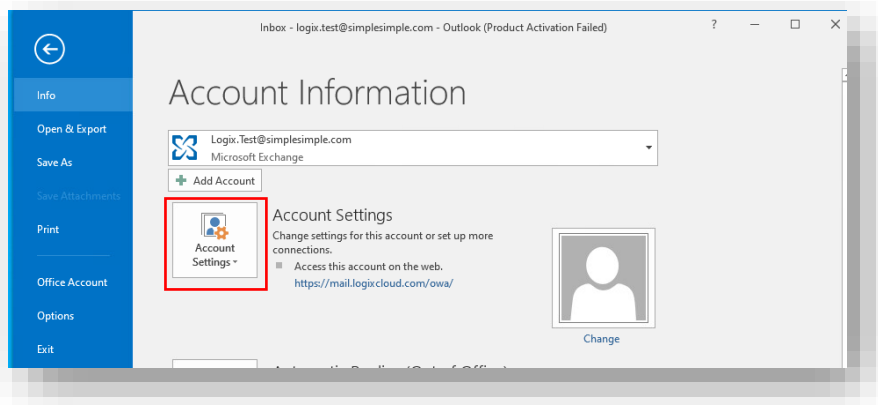 Inbox - logix.test@simplesimple.com - Outlook (Product Activation Failed)
?
Info
Open & Export
Save As
Save Attachments
Print
Office Account
Options
Exit
Account Information
Logix.Test@simplesimple.com
Microsoft Exchange
Add Account
Account
Settings
Account Settings
Change settings for this account or set up more
connections.
Access this account on the web.
https://mail.logixcloud.com/owa/
Change